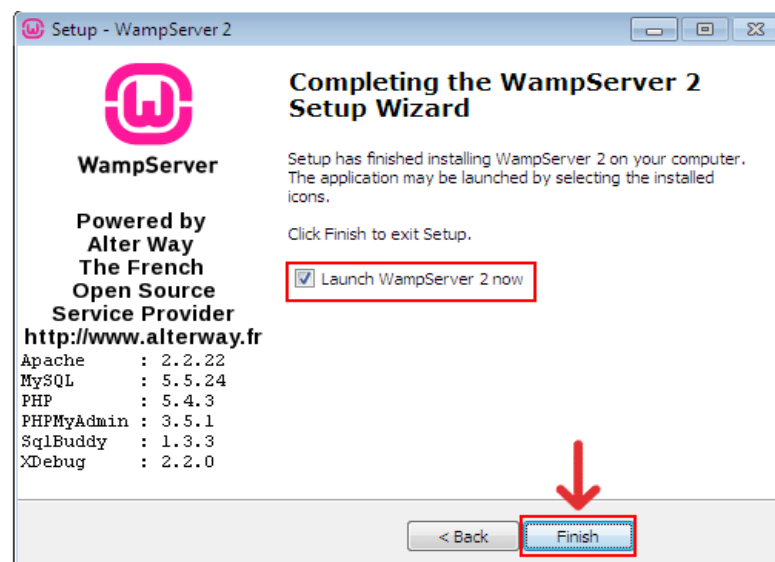 Setup - WampServer 2
WampServer
Powered by
Alter Way
The French
Open Source
Service Provider
http://www.alterway.fr
Apache : 2.2.22
MySQL : 5.5.24
PHP : 5.4.3
PHPMyAdmin : 3.5.1
SqlBuddy : 1.3.3
XDebug : 2.2.0
Completing the WampServer 2
Setup Wizard
Setup has finished installing WampServer 2 on your computer.
The application may be launched by selecting the installed
icons.
Click Finish to exit Setup.
Launch WampServer 2 now
< Back
Finish